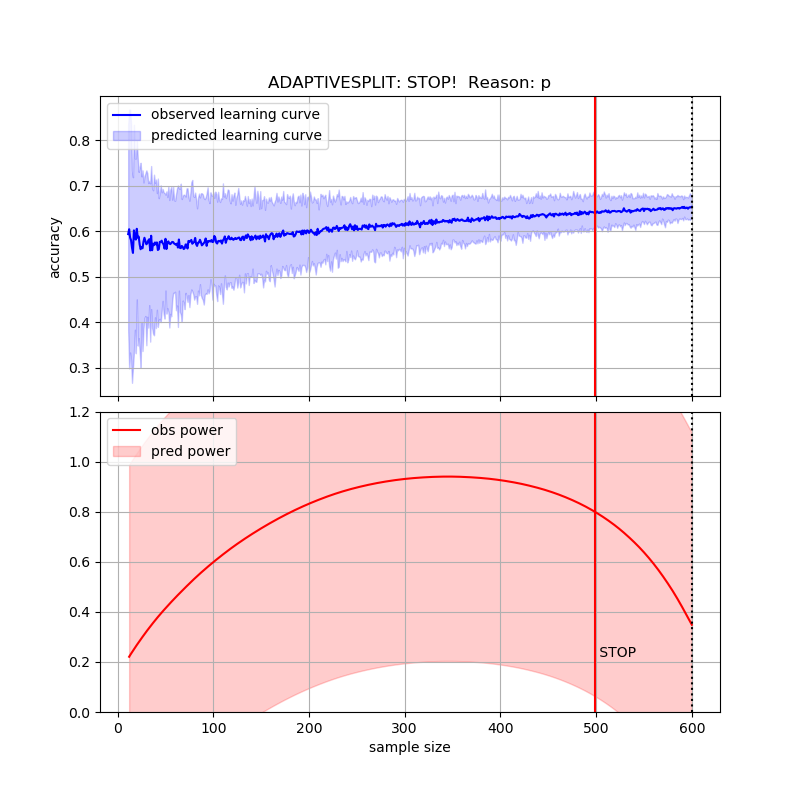 ADAPTIVESPLIT: STOP!  Reason: p
observed learning curve
predicted learning curve
0.8
0.7
0.6
0.5
0.4
0.3
accuracy
obs power
pred power
1.2
1.0
0.8
0.6
0.4
0.2
0.0
STOP
0 100 200 300 400 500 600
sample size